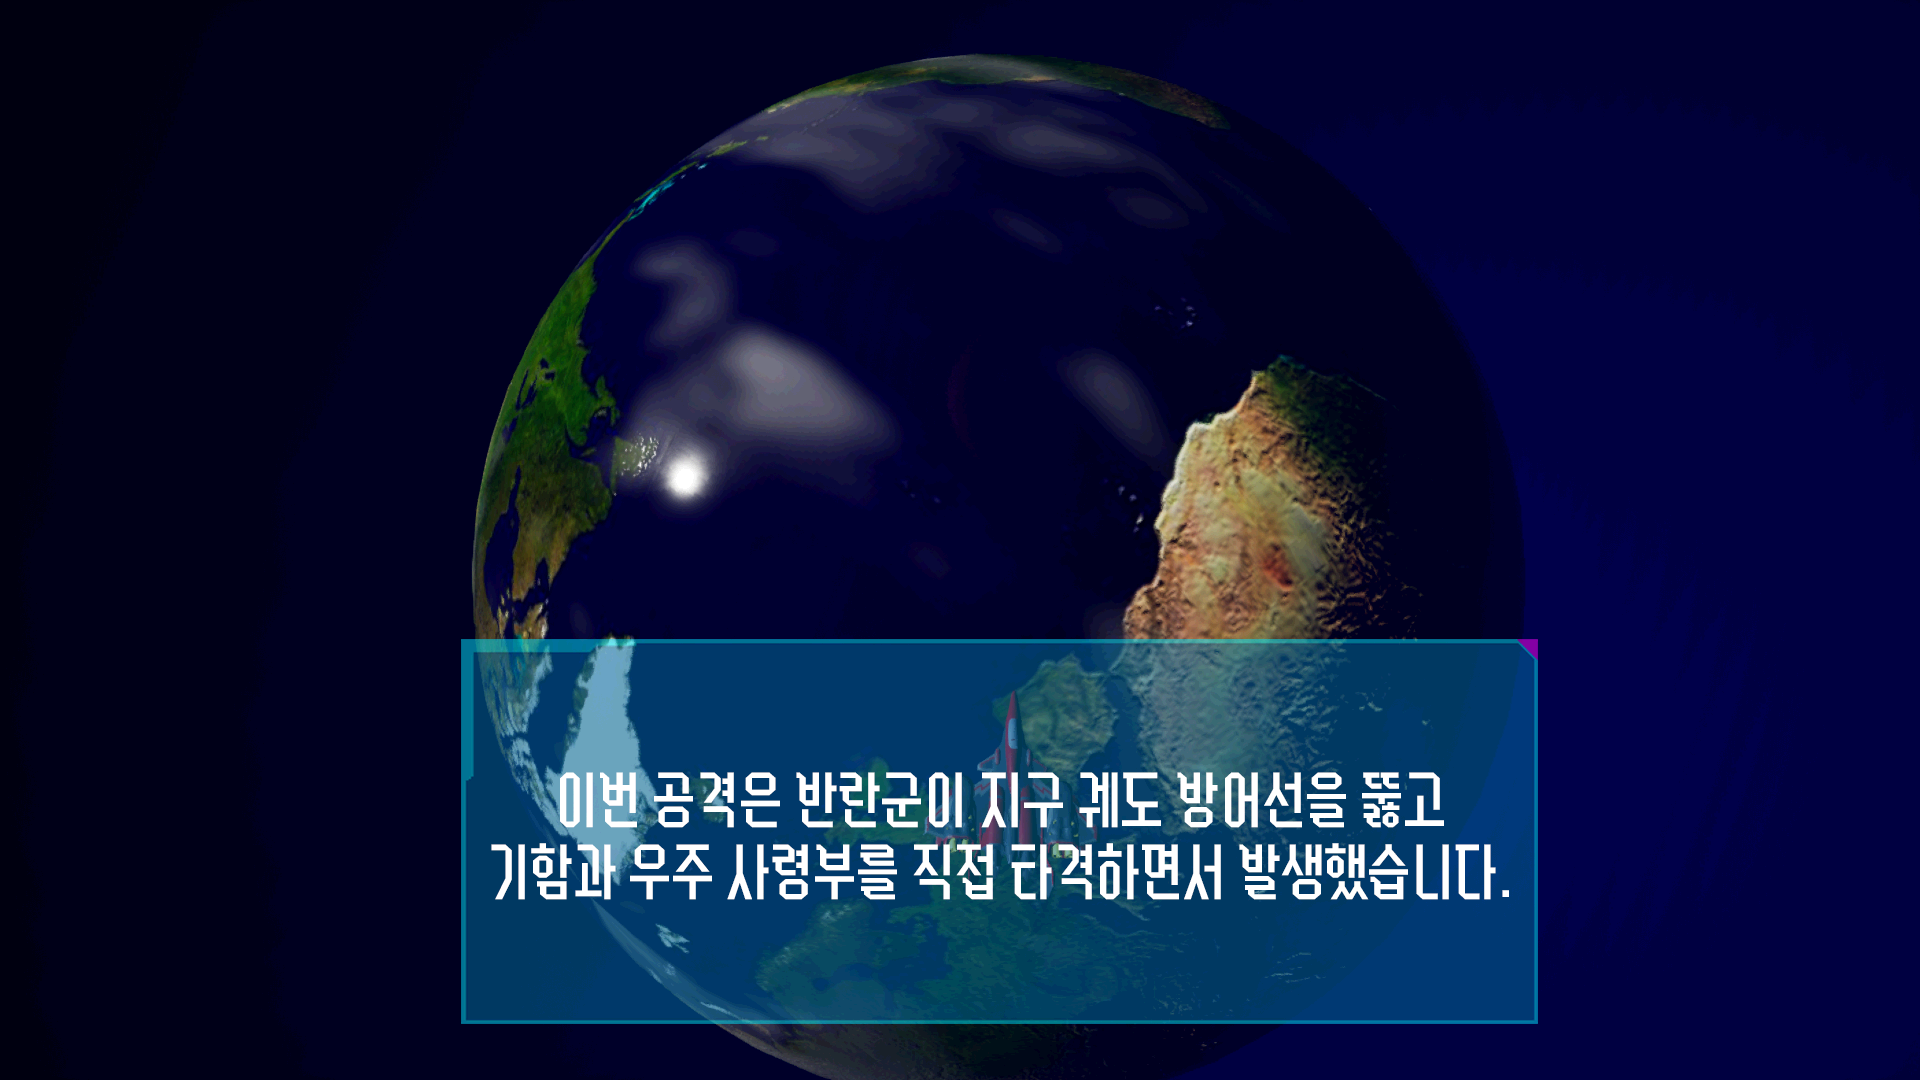 이번 공격은 반란군이 지구 궤도 방어선을 뚫고
기함과 우주 사령부를 직접 타격하면서 발생했습니다.